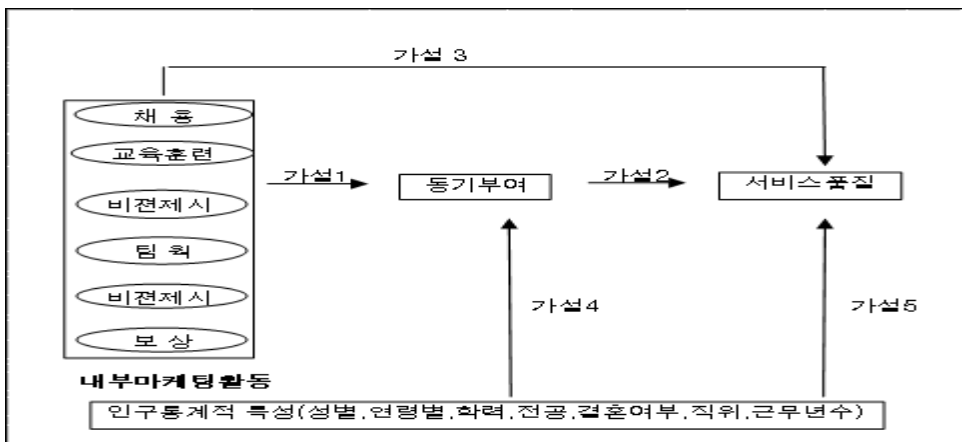 가설 3
채 용
교육훈련
비젼제시
팀 웍
비젼제시
보 상
가설1
동기부여
가설2
서비스품질
가설4
가설5
내부마케팅활동
인구통계적 특성(성별,연령별,학력,전공,결혼여부,직위,근무년수)